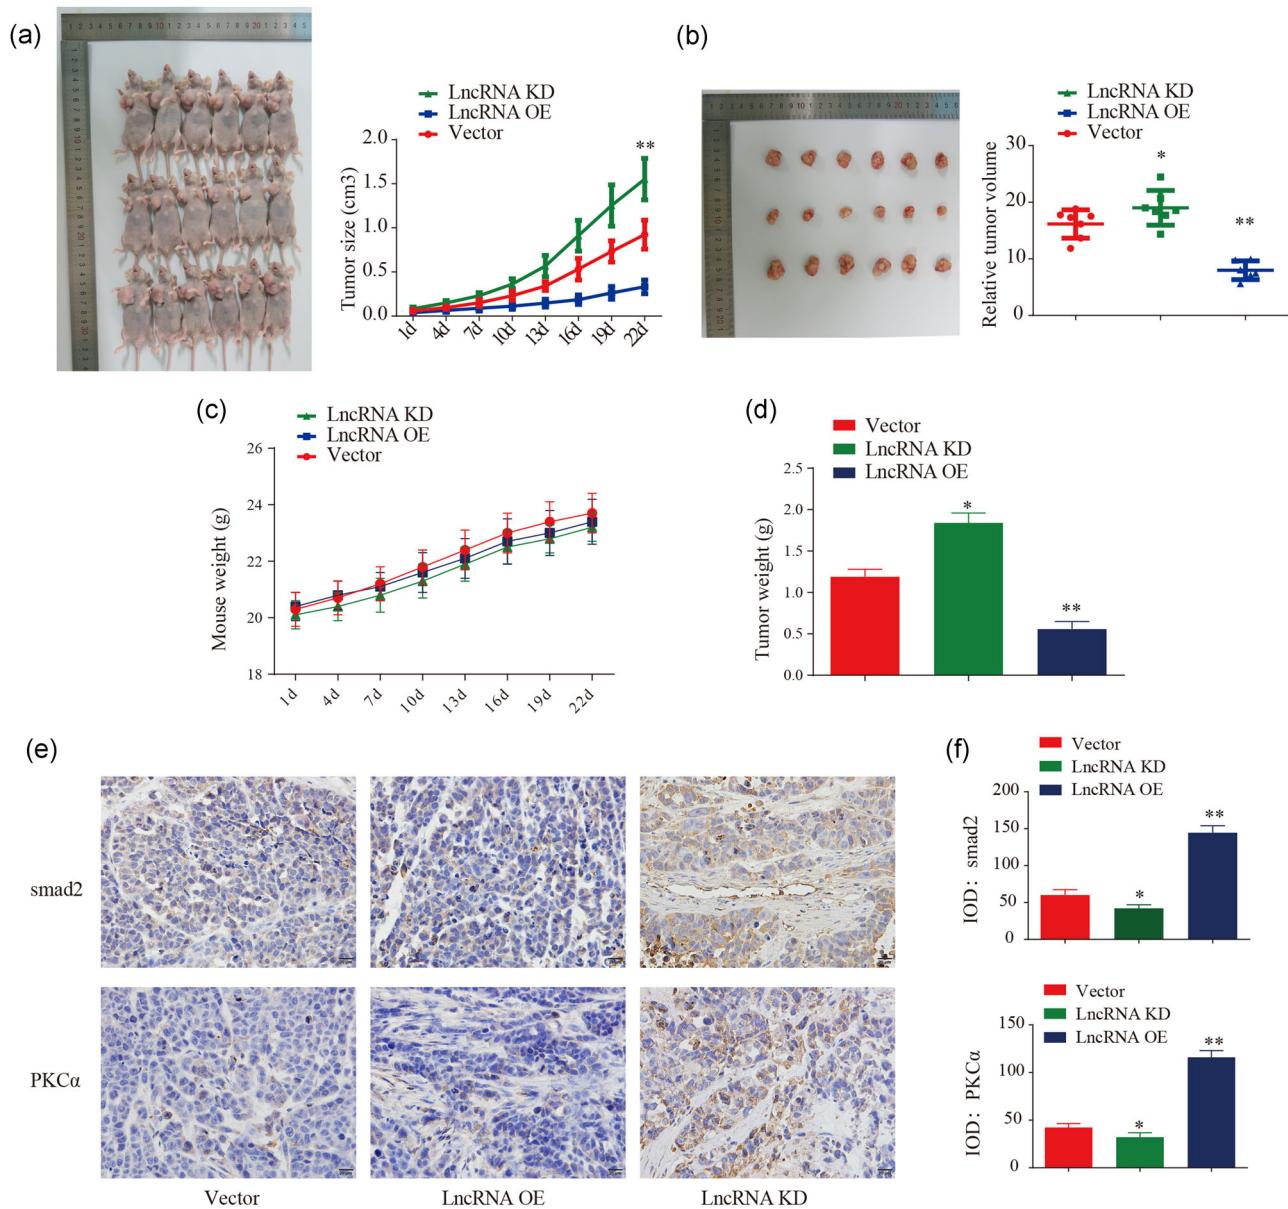 (a)
LncRNA KD
LncRNA OE
Vector
Tumor size (cm3)
2.0
1.5
1.0
0.5
0.0
**
1d 4d 7d 10d 13d 16d 19d 22d
(b)
LncRNA KD
LncRNA OE
Vector
Relative tumor volume
30
20
10
0
*
**
(c)
LncRNA KD
LncRNA OE
Vector
Mouse weight (g)
26
24
22
20
18
1d 4d 7d 10d 13d 16d 19d 22d
(d)
Vector
LncRNA KD
LncRNA OE
Tumor weight (g)
2.5
2.0
1.5
1.0
0.5
0.0
*
**
(e)
smad2
PKCα
Vector LncRNA OE LncRNA KD
(f)
Vector
LncRNA KD
LncRNA OE
IOD: smad2
200
150
100
50
0
*
**
Vector
LncRNA KD
LncRNA OE
IOD: PKCα
150
100
50
0
*
**